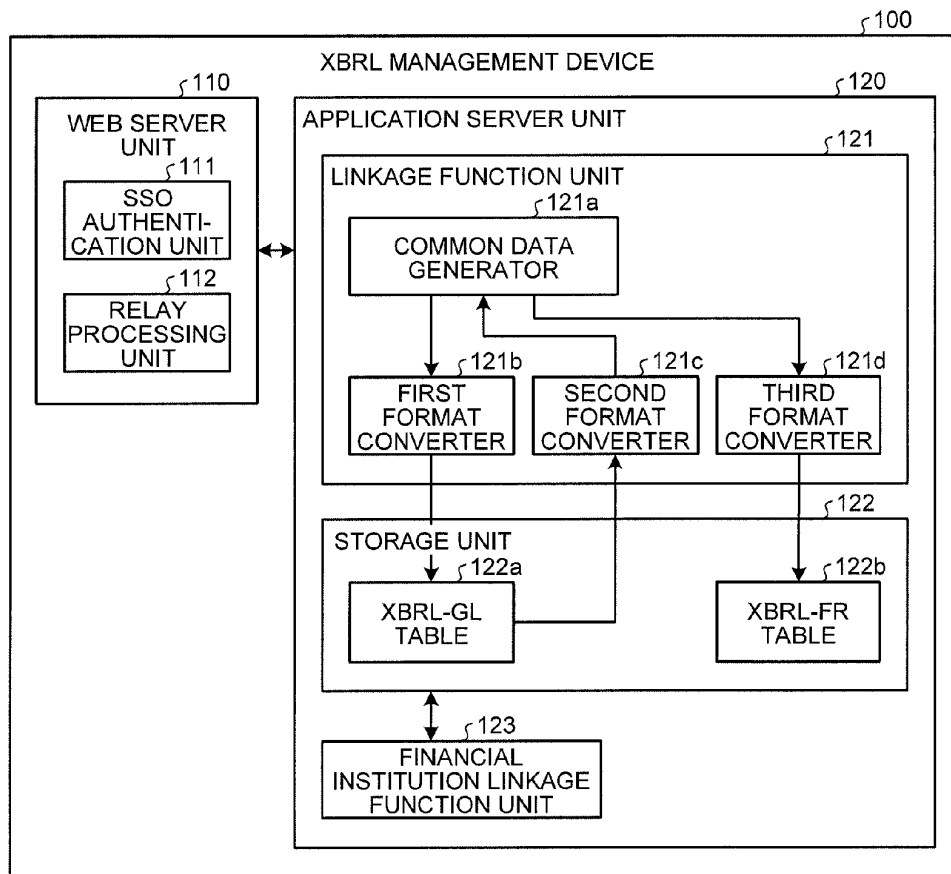 100
XBRL MANAGEMENT DEVICE
110
WEB SERVER
UNIT
111
SSO
AUTHENTI-
CATION UNIT
112
RELAY
PROCESSING
UNIT
120
APPLICATION SERVER UNIT
121
LINKAGE FUNCTION UNIT
121a
COMMON DATA
GENERATOR
121b
FIRST
FORMAT
CONVERTER
121c
SECOND
FORMAT
CONVERTER
121d
THIRD
FORMAT
CONVERTER
122
STORAGE UNIT
122a
XBRL-GL
TABLE
122b
XBRL-FR
TABLE
123
FINANCIAL
INSTITUTION LINKAGE
FUNCTION UNIT